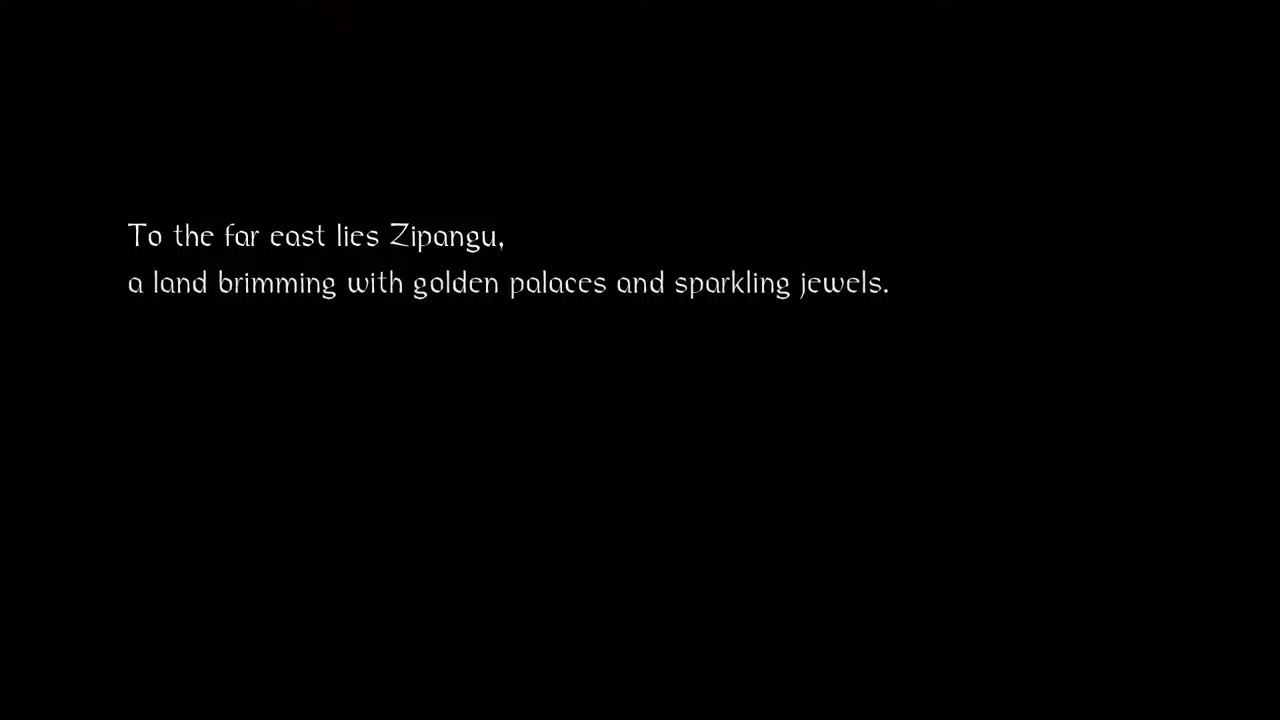 To the far east lies Zipangu,
a land brimming with golden palaces and sparkling jewels.